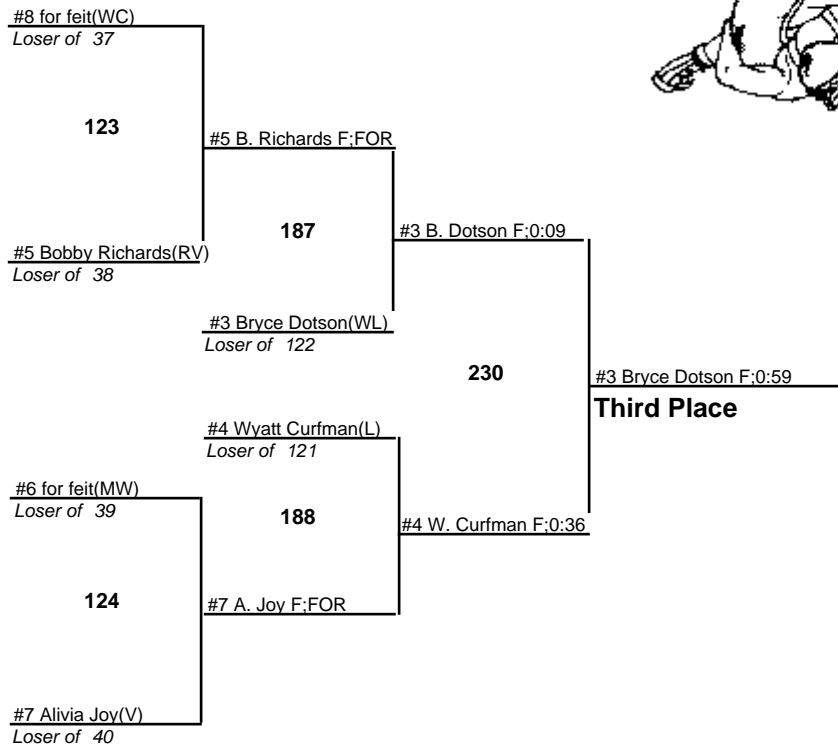 #8 for feit(WC)
Loser of 37
123
#5 B. Richards F;FOR
187
#3 B. Dotson F;0:09
#5 Bobby Richards(RV)
Loser of 38
#3 Bryce Dotson(WL)
Loser of 122
230
#3 Bryce Dotson F;0:59
Third Place
#4 Wyatt Curfman(L)
Loser of 121
#6 for feit(MW)
Loser of 39
188
#4 W. Curfman F;0:36
124
#7 A. Joy F;FOR
#7 Alivia Joy(V)
Loser of 40